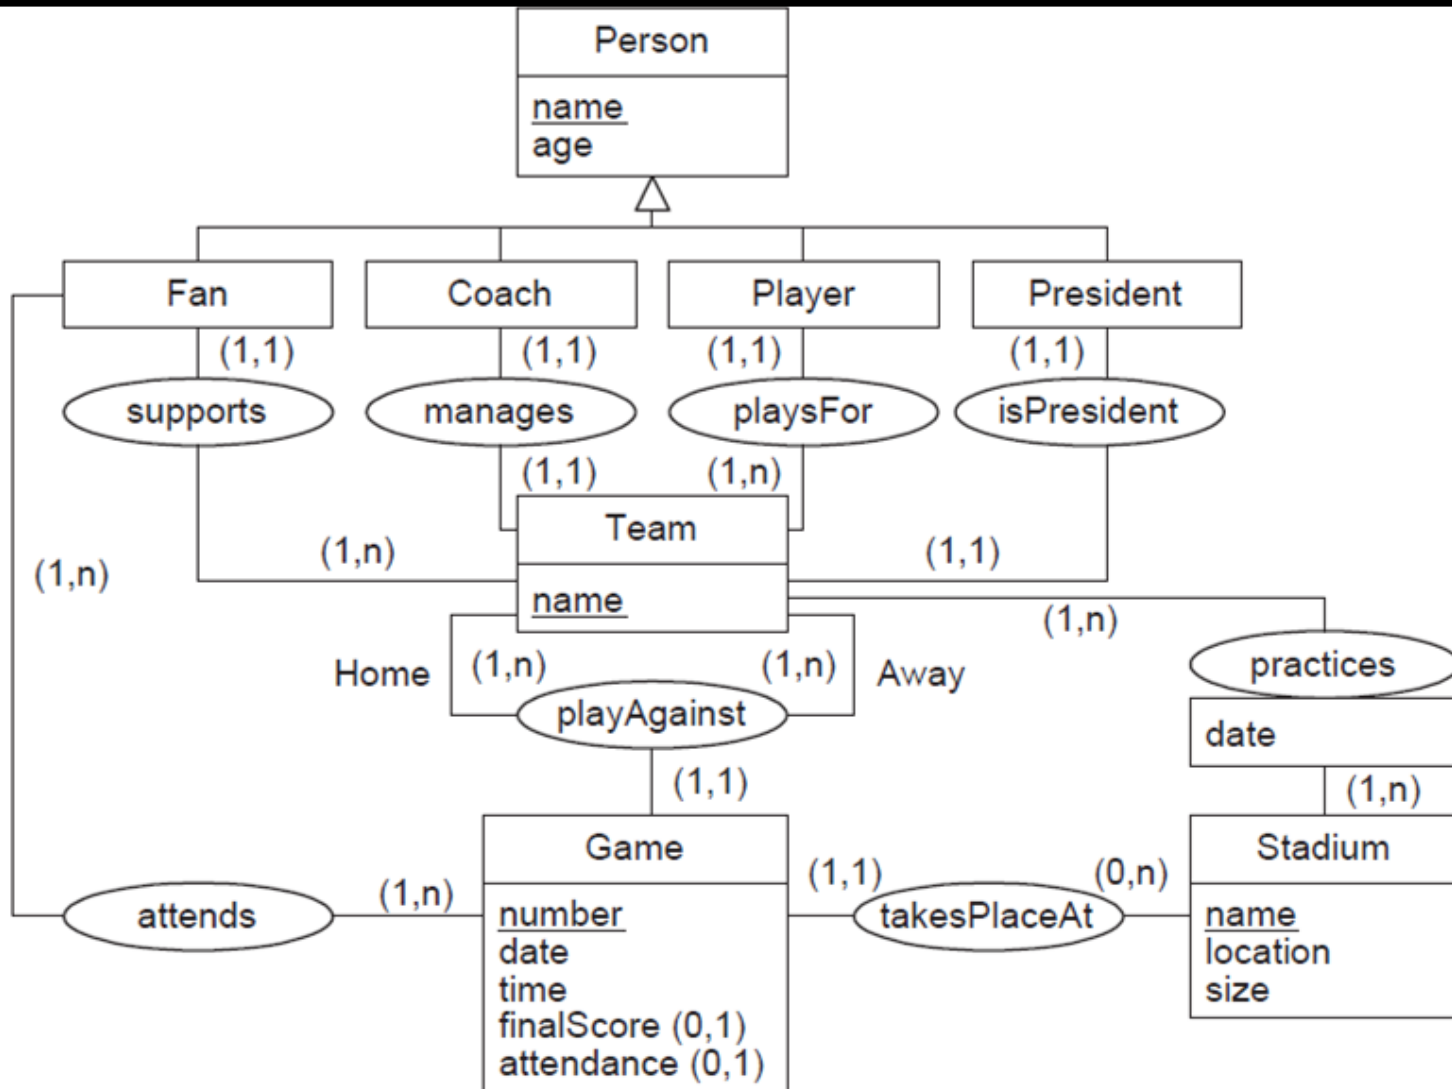 Person
name
age
Fan
Coach
Player
President
(1,1)
(1,1)
(1,1)
(1,1)
supports
manages
playsFor
isPresident
(1,1)
(1,n)
Team
(1,n)
(1,n)
(1,1)
name
(1,n)
Home
(1,n)
(1,n)
Away
practices
playAgainst
date
(1,1)
(1,n)
Game
Stadium
(1,1)
(0,n)
(1,n)
attends
number
takesPlaceAt
name
date
location
time
size
finalScore (0,1)
attendance (0,1)